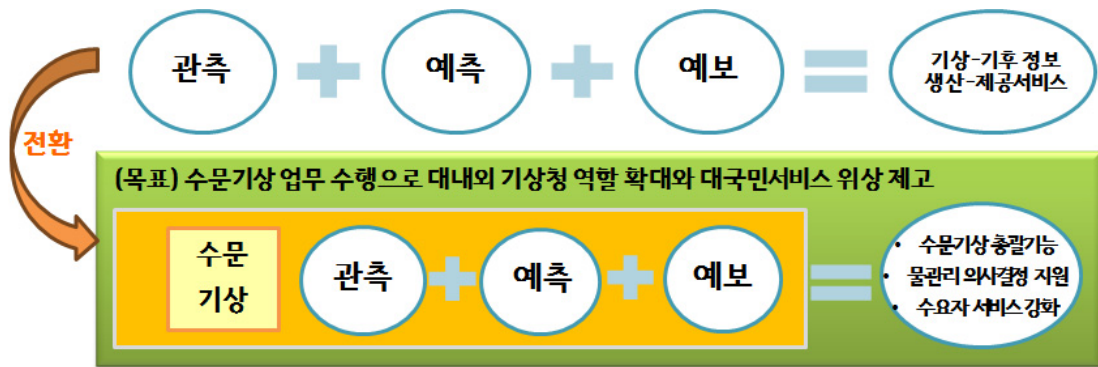 관측 + 예측 + 예보 = 기상-기후 정보
생산-제공서비스
전환
(목표) 수문기상 업무 수행으로 대내외 기상청 역할 확대와 대국민서비스 위상 제고
수문
기상
관측 + 예측 + 예보 =
• 수문기상 총괄기능
• 물관리 의사결정 지원
• 수요자 서비스 강화